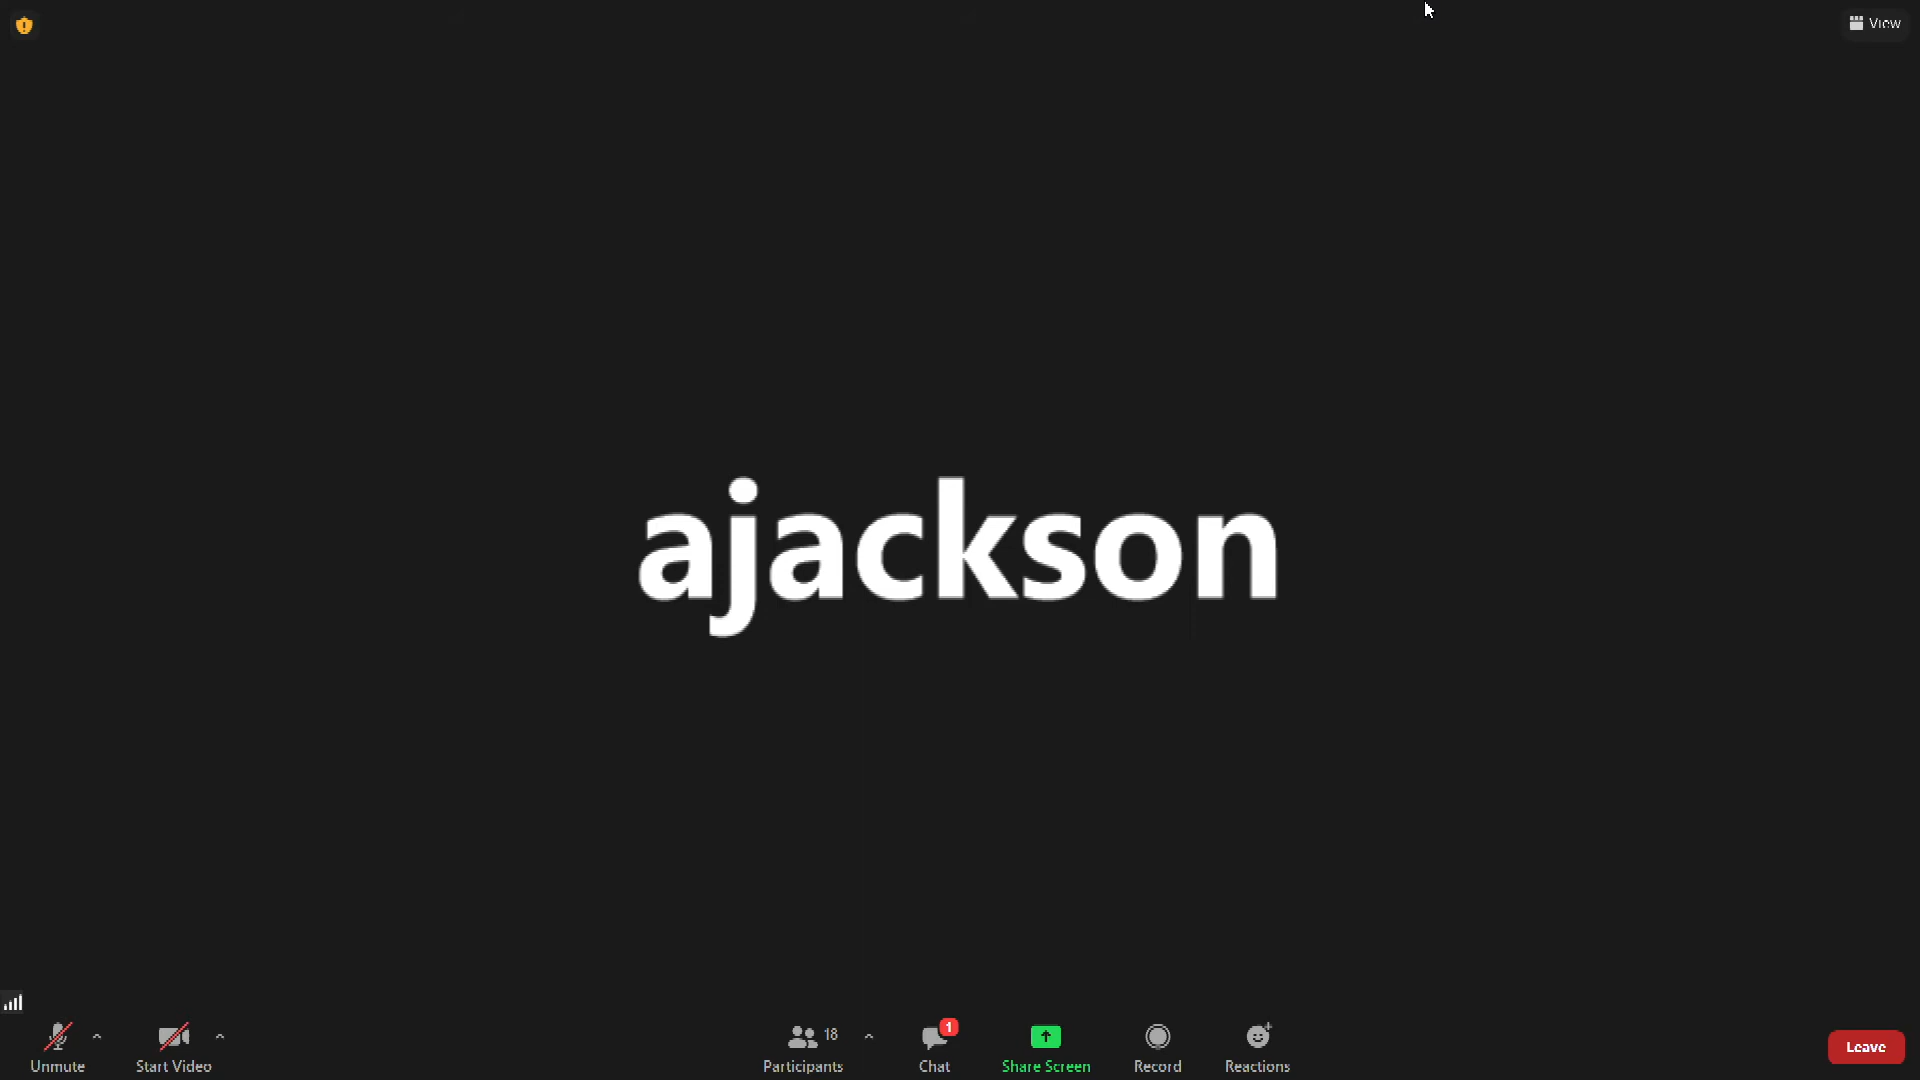 View
ajackson
Unmute
Start Video
18
Participants
1
Chat
Share Screen
Record
Reactions
Leave